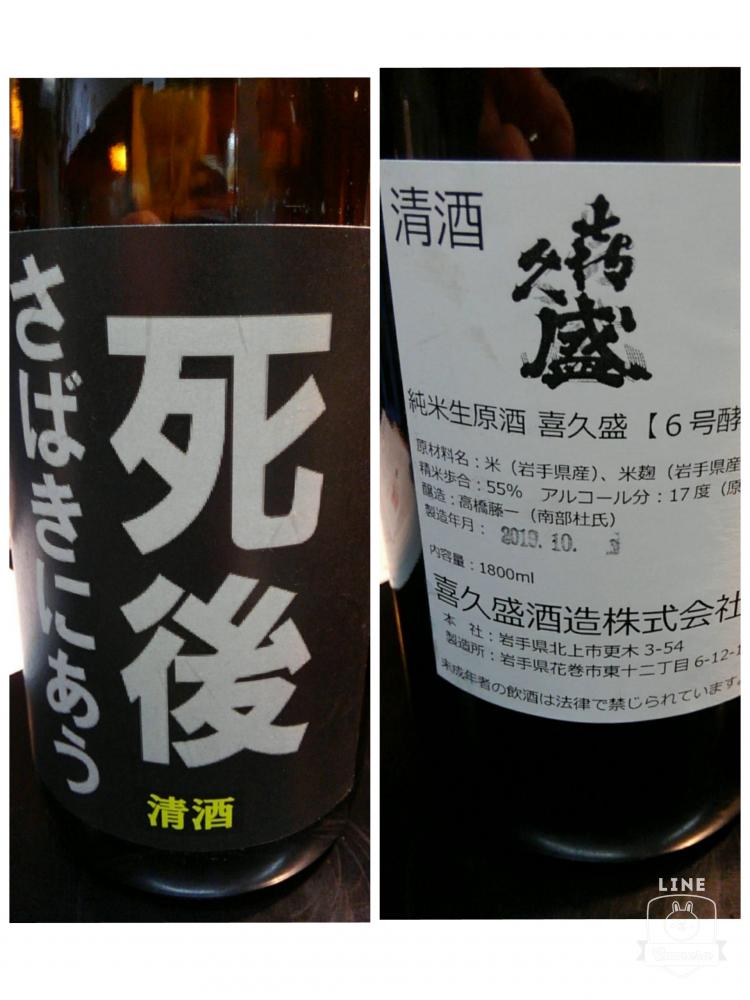 死後
さばきにあう
清酒
清酒
喜久盛
純米生原酒 喜久盛【6号酵
原材料名：米（岩手県産）、米麹（岩手県産
精米歩合：55％ アルコール分：17度（原
醸造：高橋藤一（南部杜氏）
製造年月：2019.10.
内容量：1800ml
喜久盛酒造株式会社
本 社：岩手県北上市更木 3-54
製造所：岩手県花巻市東十二丁目 6-12-1
未成年者の飲酒は法律で禁じられています。
LINE
Camera